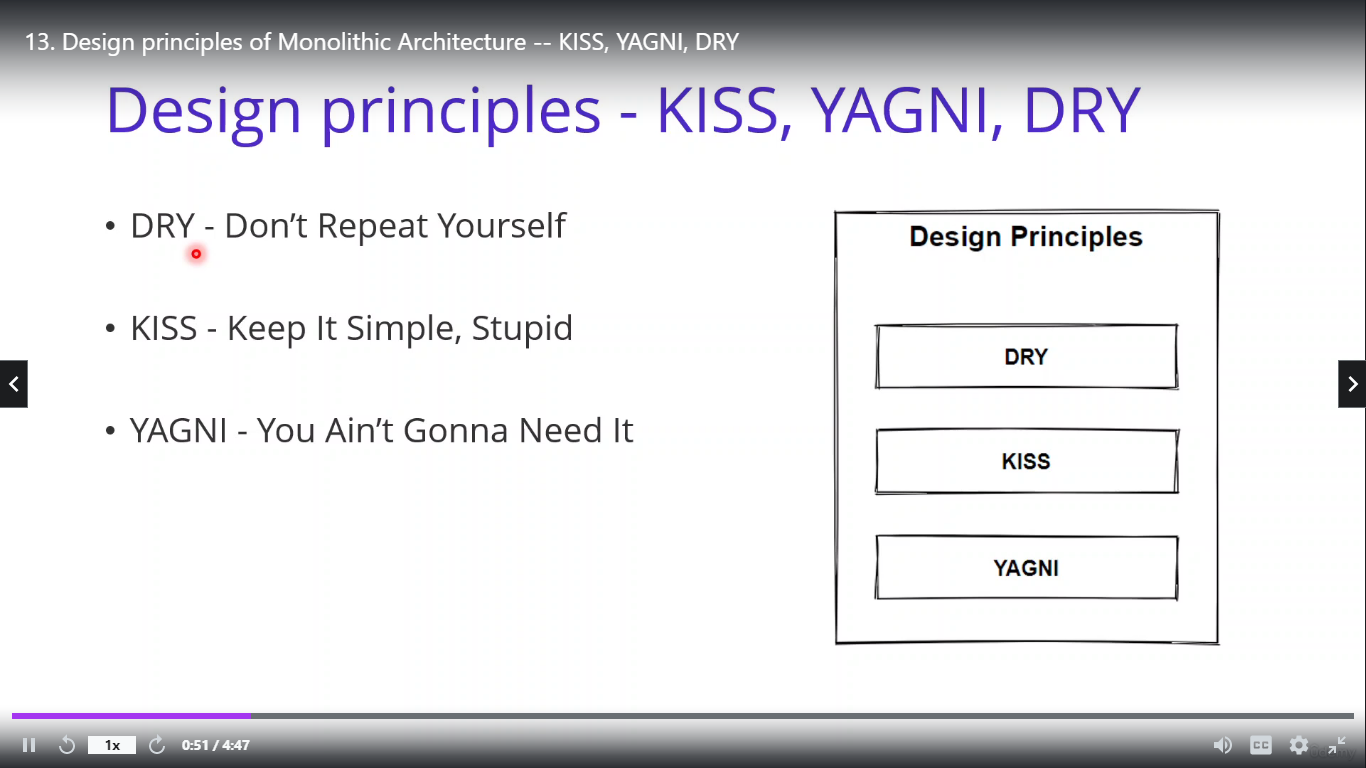 13. Design principles of Monolithic Architecture -- KISS, YAGNI, DRY
Design principles - KISS, YAGNI, DRY
• DRY - Don’t Repeat Yourself
• KISS - Keep It Simple, Stupid
• YAGNI - You Ain’t Gonna Need It
Design Principles
DRY
KISS
YAGNI
1x
0:51 / 4:47
CC